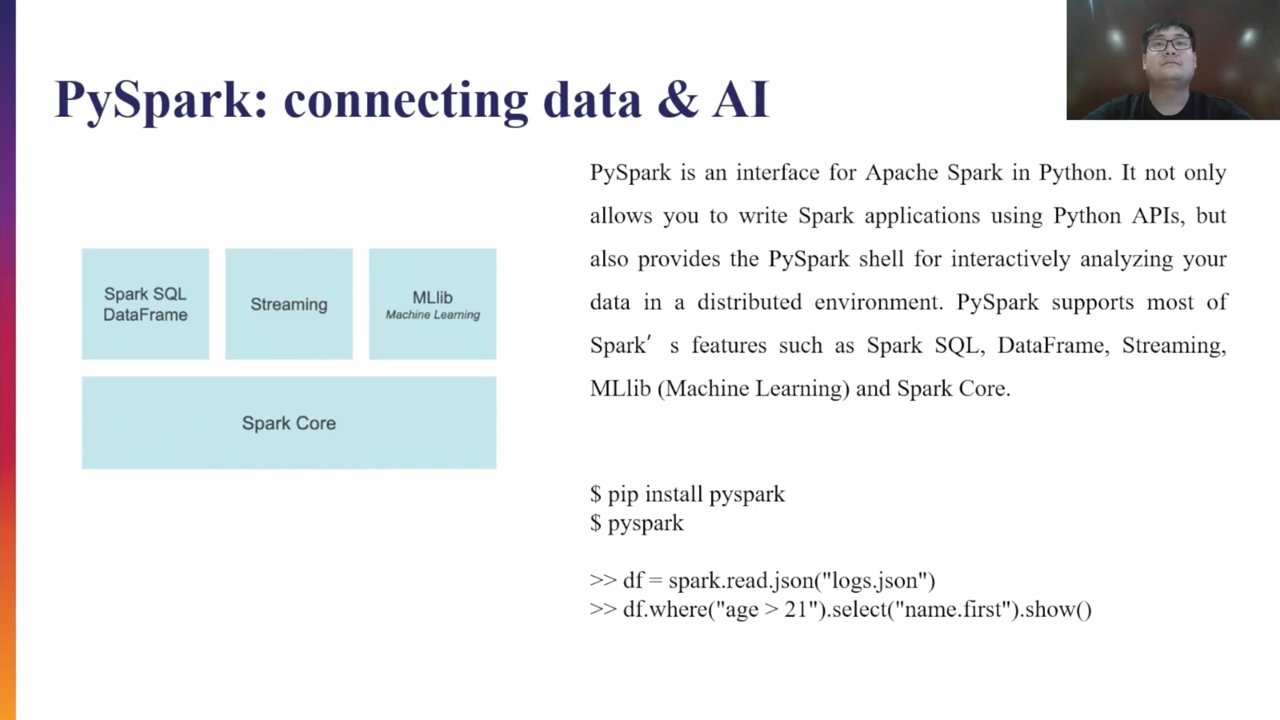 PySpark: connecting data & AI
PySpark is an interface for Apache Spark in Python. It not only
allows you to write Spark applications using Python APIs, but
also provides the PySpark shell for interactively analyzing your
data in a distributed environment. PySpark supports most of
Spark′ s features such as Spark SQL, DataFrame, Streaming,
MLlib (Machine Learning) and Spark Core.
Spark SQL
DataFrame
Streaming
MLlib
Machine Learning
Spark Core
$ pip install pyspark
$ pyspark
>> df = spark.read.json("logs.json")
>> df.where("age > 21").select("name.first").show()